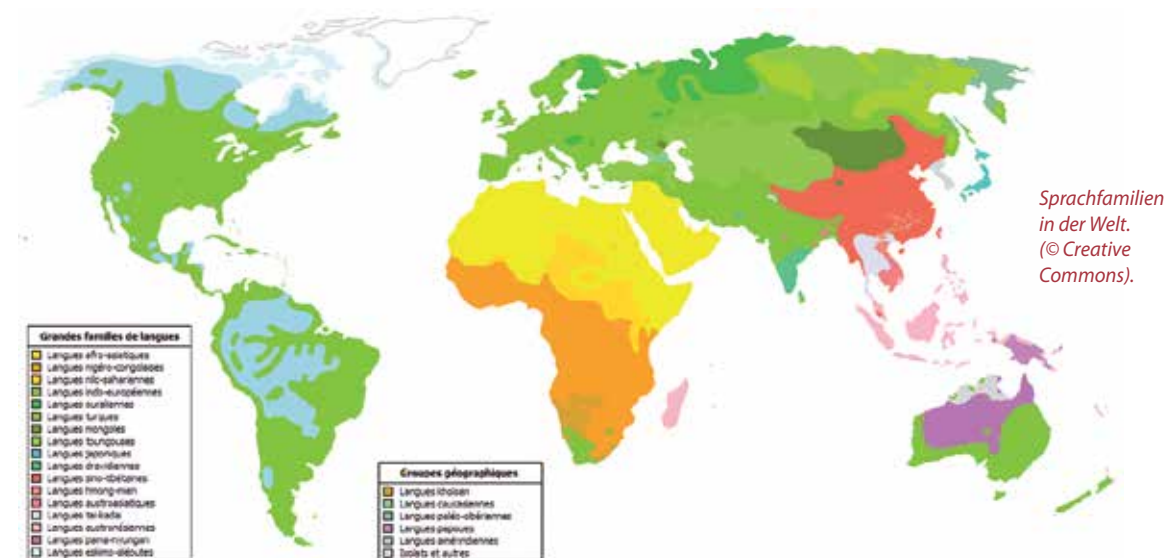 Sprachfamilien
in der Welt.
(© Creative
Commons).
Grandes familles de langues
Langues afro-asiatiques
Langues nigéro-congolaises
Langues nilo-sahariennes
Langues indo-européennes
Langues ouraliennes
Langues turques
Langues mongoles
Langues toungouses
Langues japoniques
Langues dravidiennes
Langues sino-tibétaines
Langues hmong-mien
Langues austroasiatiques
Langues tai-kadai
Langues austronésiennes
Langues pama-nyungan
Langues eskimo-aléoutes
Groupes géographiques
Langues khoïsan
Langues caucasiennes
Langues paléo-sibériennes
Langues papoues
Langues amérindiennes
Isolats et autres